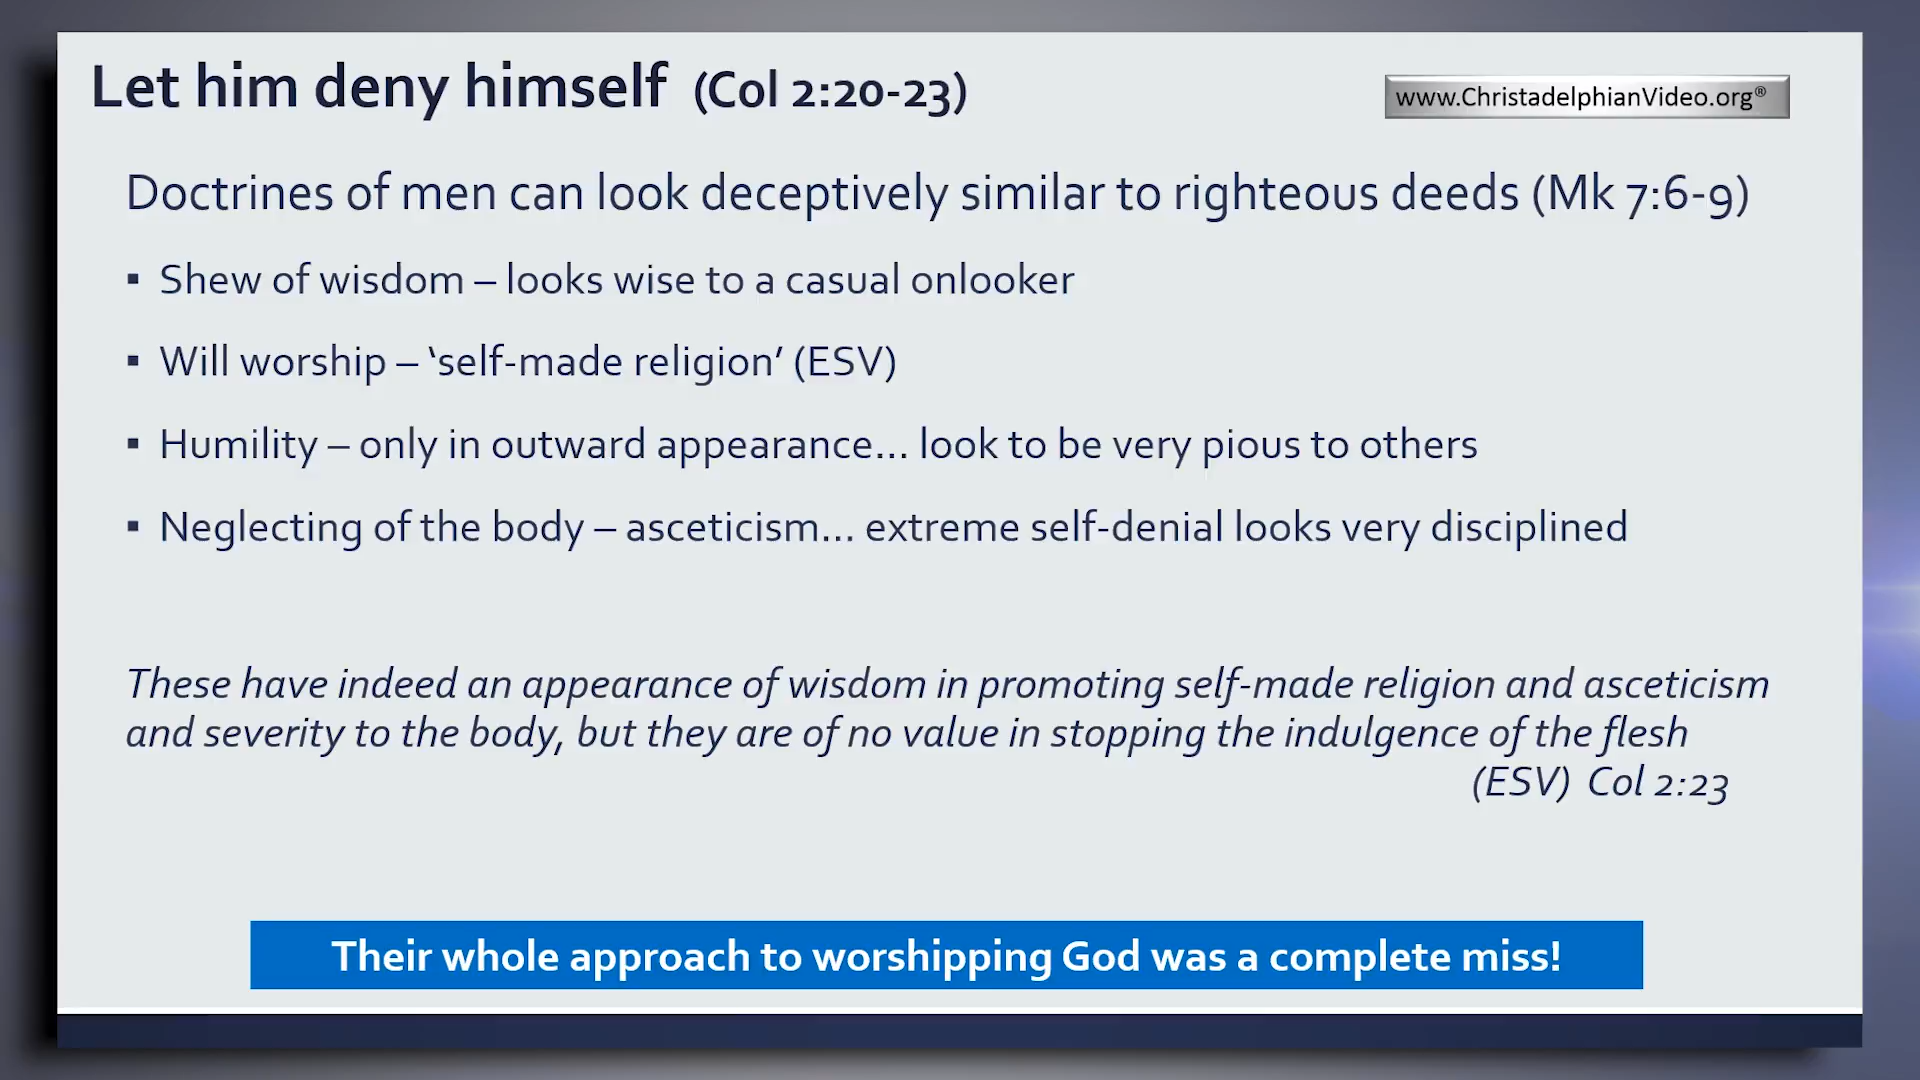 Let him deny himself (Col 2:20-23)
www.ChristadelphianVideo.org®
Doctrines of men can look deceptively similar to righteous deeds (Mk 7:6-9)
▪ Shew of wisdom – looks wise to a casual onlooker
▪ Will worship – ‘self-made religion’ (ESV)
▪ Humility – only in outward appearance… look to be very pious to others
▪ Neglecting of the body – asceticism… extreme self-denial looks very disciplined
These have indeed an appearance of wisdom in promoting self-made religion and asceticism
and severity to the body, but they are of no value in stopping the indulgence of the flesh
(ESV) Col 2:23
Their whole approach to worshipping God was a complete miss!